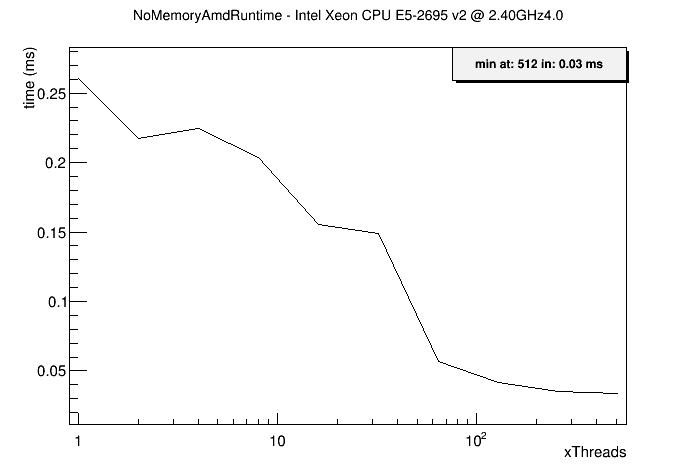 NoMemoryAmdRuntime - Intel Xeon CPU E5-2695 v2 @ 2.40GHz4.0
time (ms)
min at: 512 in: 0.03 ms
0.25
0.2
0.15
0.1
0.05
1 10 10²
xThreads